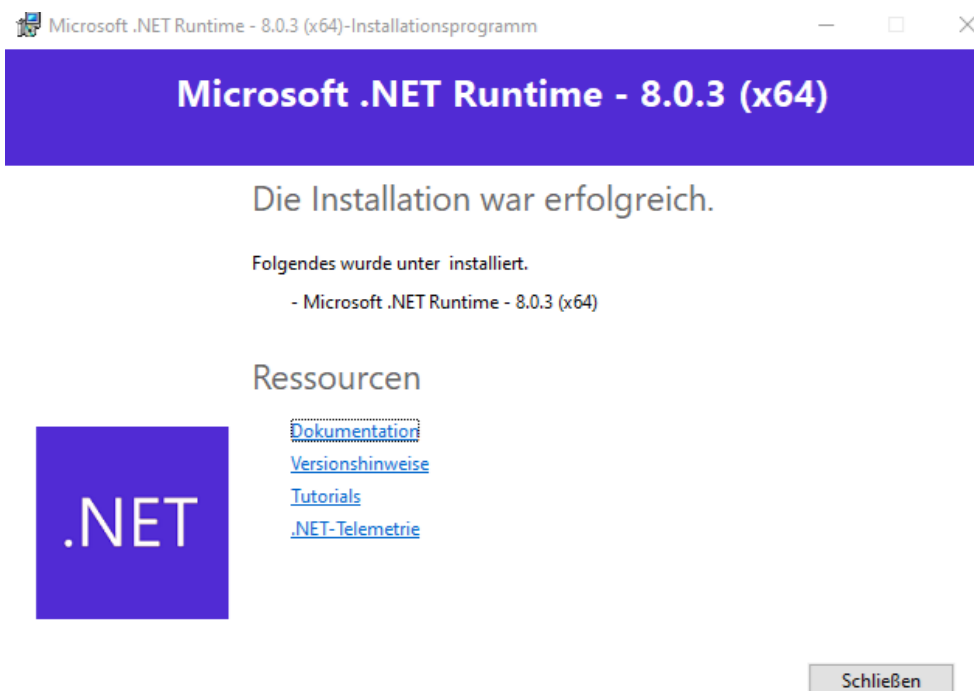 Microsoft .NET Runtime - 8.0.3 (x64)-Installationsprogramm
Microsoft .NET Runtime - 8.0.3 (x64)
Die Installation war erfolgreich.
Folgendes wurde unter  installiert.
- Microsoft .NET Runtime - 8.0.3 (x64)
Ressourcen
Dokumentation
Versionshinweise
Tutorials
.NET-Telemetrie
.NET
Schließen